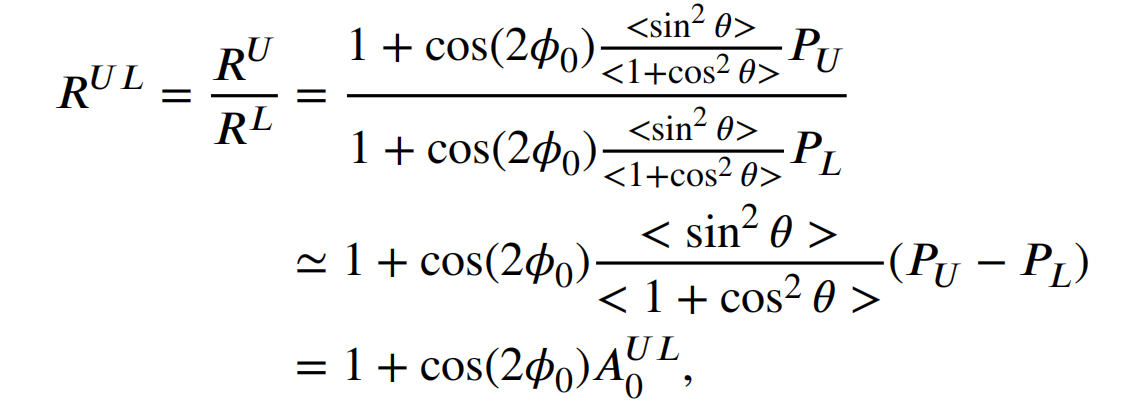 R^{UL} = \frac{R^U}{R^L} = \frac{1 + \cos(2\phi_0)\frac{<\sin^2 \theta>}{<1+\cos^2 \theta>}P_U}{1 + \cos(2\phi_0)\frac{<\sin^2 \theta>}{<1+\cos^2 \theta>}P_L}
\simeq 1 + \cos(2\phi_0)\frac{< \sin^2 \theta >}{< 1 + \cos^2 \theta >}(P_U - P_L)
= 1 + \cos(2\phi_0)A_0^{UL},